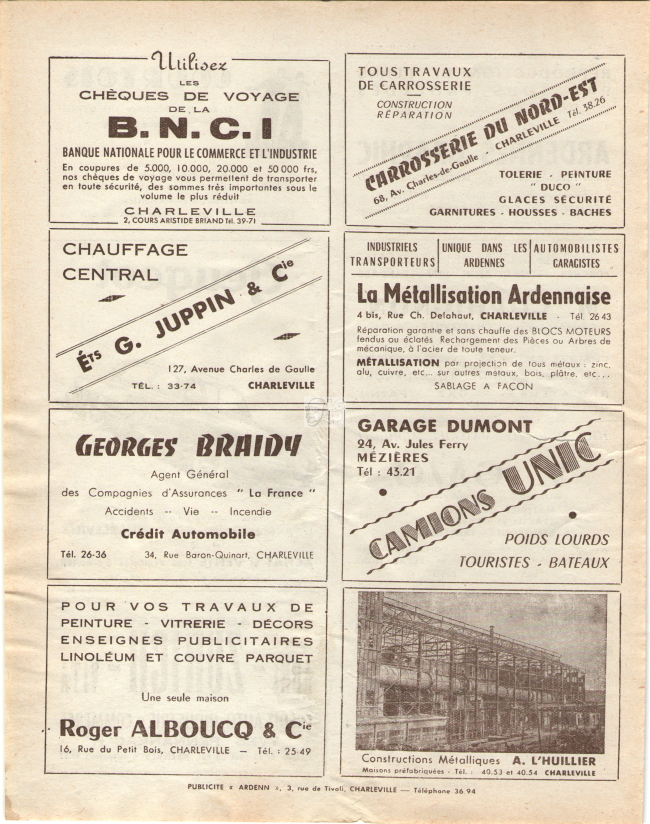 Utilisez
LES
CHÈQUES DE VOYAGE
DE LA
B.N.C.I
BANQUE NATIONALE POUR LE COMMERCE ET L'INDUSTRIE
En coupures de 5.000, 10.000, 20.000 et 50 000 frs,
nos chèques de voyage vous permettent de transporter
en toute sécurité, des sommes très importantes sous le
volume le plus réduit
CHARLEVILLE
2, COURS ARISTIDE BRIAND Tél. 39-71
TOUS TRAVAUX
DE CARROSSERIE
CONSTRUCTION
RÉPARATION
CARROSSERIE DU NORD-EST
68, Av. Charles-de-Gaulle - CHARLEVILLE Tél. 38.26
TOLERIE - PEINTURE
"DUCO"
GLACES SÉCURITÉ
GARNITURES - HOUSSES - BACHES
CHAUFFAGE
CENTRAL
Éts G. JUPPIN & Cie
127, Avenue Charles de Gaulle
TÉL. : 33-74 CHARLEVILLE
INDUSTRIELS
TRANSPORTEURS
UNIQUE DANS LES
ARDENNES
AUTOMOBILISTES
GARAGISTES
La Métallisation Ardennaise
4 bis, Rue Ch. Delahaut, CHARLEVILLE - Tél. 26 43
Réparation garantie et sans chauffe des BLOCS MOTEURS
fendus ou éclatés Rechargement des Pièces ou Arbres de
mécanique, à l'acier de toute teneur.
MÉTALLISATION par projection de tous métaux : zinc,
alu, cuivre, etc... sur autres métaux, bois, plâtre, etc...
SABLAGE A FAÇON
GEORGES BRAIDY
Agent Général
des Compagnies d'Assurances " La France "
Accidents -- Vie -- Incendie
Crédit Automobile
Tél. 26-36 34, Rue Baron-Quinart, CHARLEVILLE
GARAGE DUMONT
24, Av. Jules Ferry
MÉZIÈRES
Tél : 43.21
CAMIONS UNIC
POIDS LOURDS
TOURISTES - BATEAUX
POUR VOS TRAVAUX DE
PEINTURE - VITRERIE - DÉCORS
ENSEIGNES PUBLICITAIRES
LINOLÉUM ET COUVRE PARQUET
Une seule maison
Roger ALBOUCQ & Cie
16, Rue du Petit Bois, CHARLEVILLE — Tél. : 25 49
Constructions Métalliques A. L'HUILLIER
Maisons préfabriquées - Tél. : 40.53 et 40.54 CHARLEVILLE
PUBLICITE « ARDENN », 3, rue de Tivoli, CHARLEVILLE — Téléphone 36.94